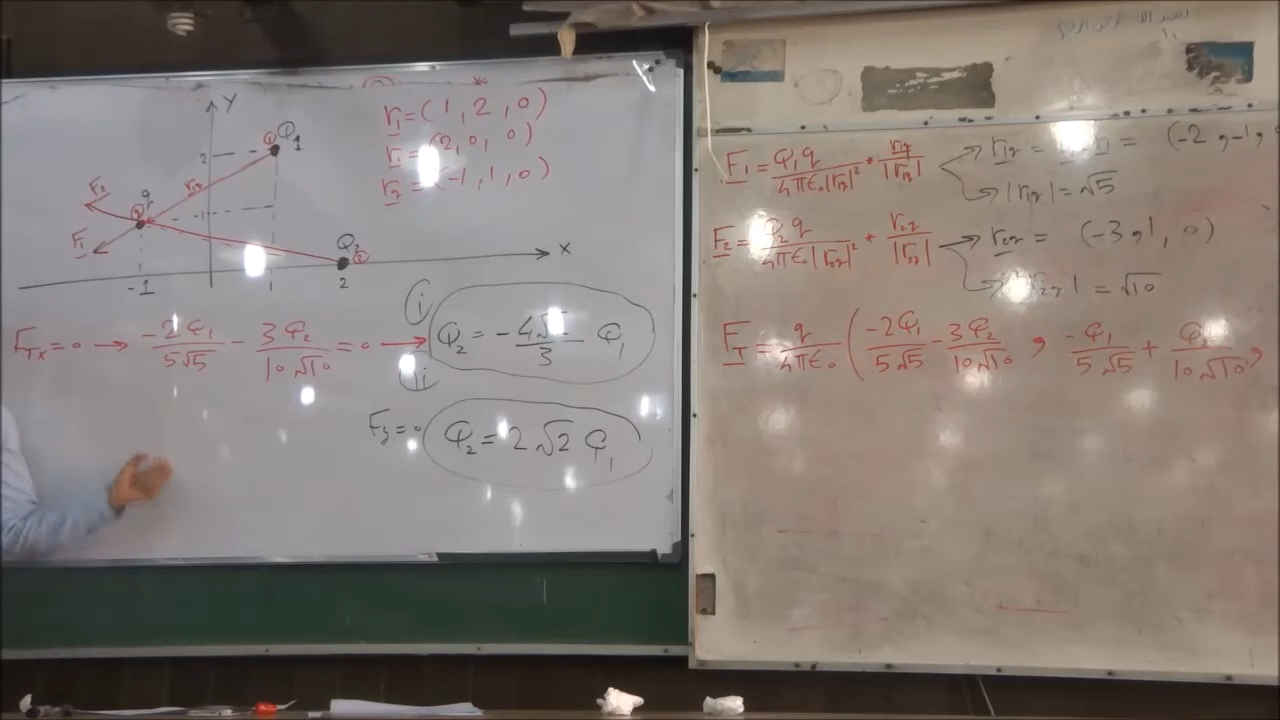 Y
2
Q1
①
r1q
q
F2
F1
1
Q2
②
X
-1
1
2
r1 = (1, 2, 0)
(2, 0, 0)
rq = (-1, 1, 0)
FTx = 0 → -2Q1/5√5 - 3Q2/10√10 = 0 →
(i) Q2 = -4√ /3 Q1
(ii)
Fy = 0 Q2 = 2√2 Q1
F1 = Q1q/4πε0|r1q|² * r1q/|r1q| → r1q = = (-2, -1,
→ |r1q| = √5
F2 = Q2q/4πε0|r2q|² * r2q/|r2q| → r2q = (-3, 1, 0)
→ |r2q| = √10
FT = q/4πε0 (-2Q1/5√5 - 3Q2/10√10, -Q1/5√5 + Q2/10√10,